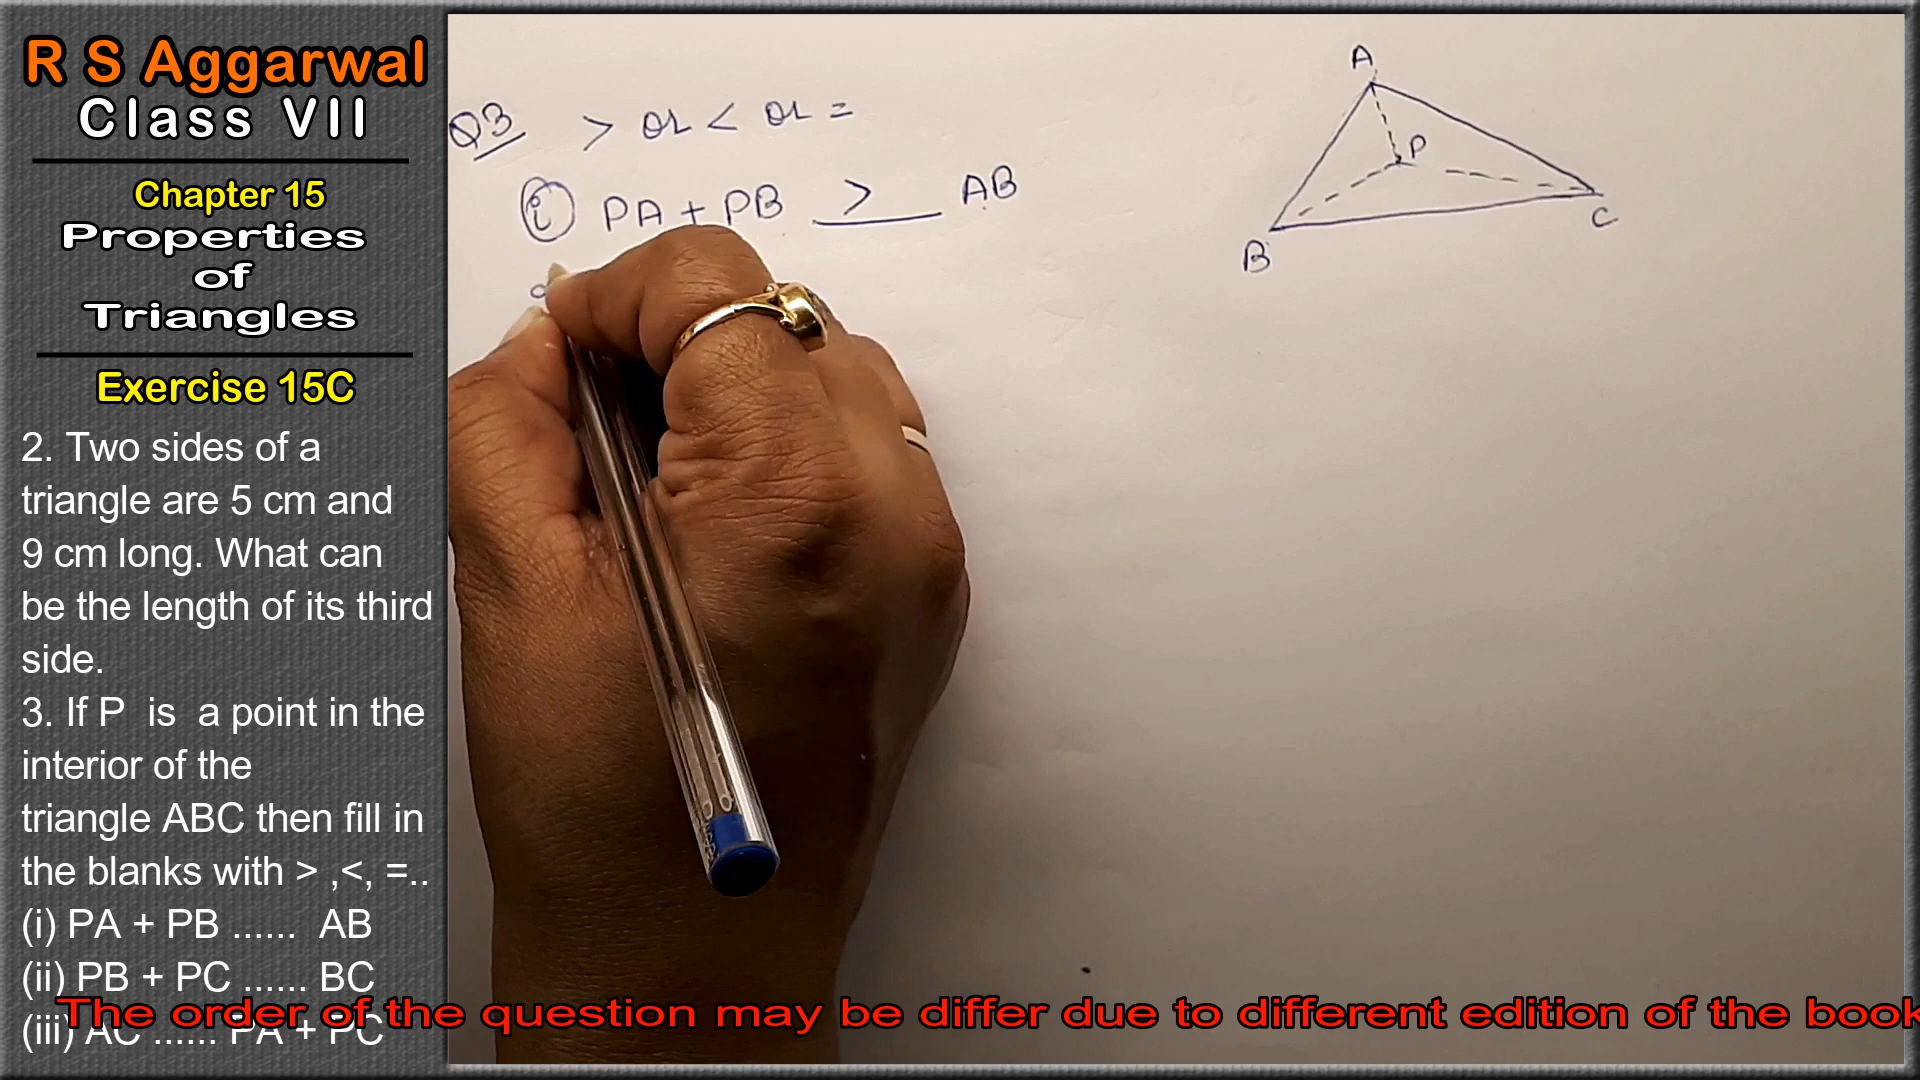 R S Aggarwal
Class VII
Chapter 15
Properties
of
Triangles
Exercise 15C
2. Two sides of a
triangle are 5 cm and
9 cm long. What can
be the length of its third
side.
3. If P is a point in the
interior of the
triangle ABC then fill in
the blanks with > ,<, =..
(i) PA + PB ...... AB
(ii) PB + PC ...... BC
(iii) AC ...... PA + PC
The order of the question may be differ due to different edition of the book
Q3 > or < or =
(i) PA + PB > AB
A
P
B
C